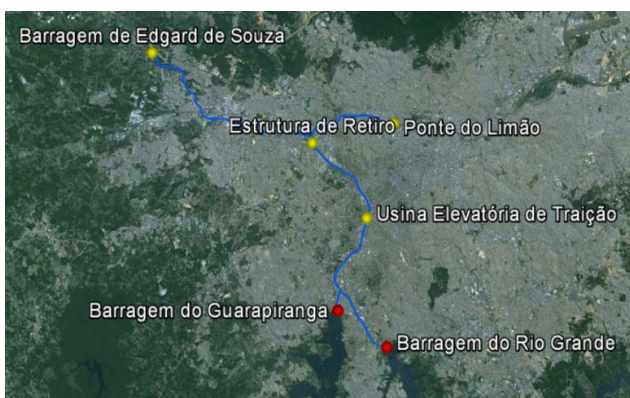 Barragem de Edgard de Souza
Estrutura de Retiro
Ponte do Limão
Usina Elevatória de Traição
Barragem do Guarapiranga
Barragem do Rio Grande